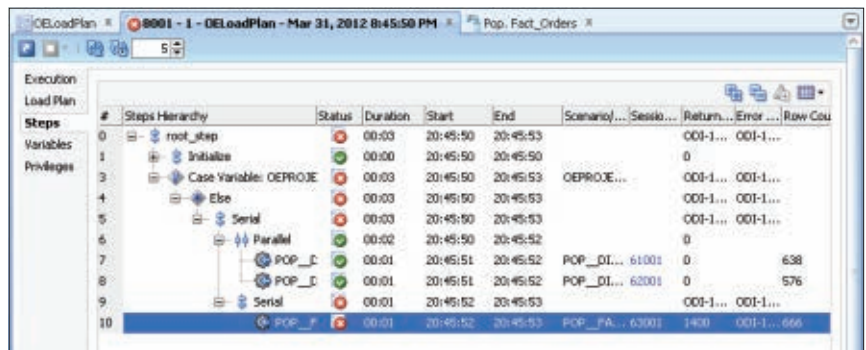 OELoadPlan 8001 - 1 - OELoadPlan - Mar 31, 2012 8:45:50 PM Pop. Fact_Orders
5
Execution
Load Plan
Steps
Variables
Privileges
# Steps Hierarchy Status Duration Start End Scenario/... Sessio... Return... Error ... Row Cou
0 root_step 00:03 20:45:50 20:45:53 ODI-1... ODI-1...
1 Initialize 00:00 20:45:50 20:45:50 0
3 Case Variable: OEPROJE 00:03 20:45:50 20:45:53 OEPROJE... ODI-1... ODI-1...
4 Else 00:03 20:45:50 20:45:53 ODI-1... ODI-1...
5 Serial 00:03 20:45:50 20:45:53 ODI-1... ODI-1...
6 Parallel 00:02 20:45:50 20:45:52 0
7 POP__D 00:01 20:45:51 20:45:52 POP__DI... 61001 0 638
8 POP__D 00:01 20:45:51 20:45:52 POP__DI... 62001 0 576
9 Serial 00:01 20:45:52 20:45:53 ODI-1... ODI-1...
10 POP__F 00:01 20:45:52 20:45:53 POP__FA... 63001 1400 ODI-1... 666